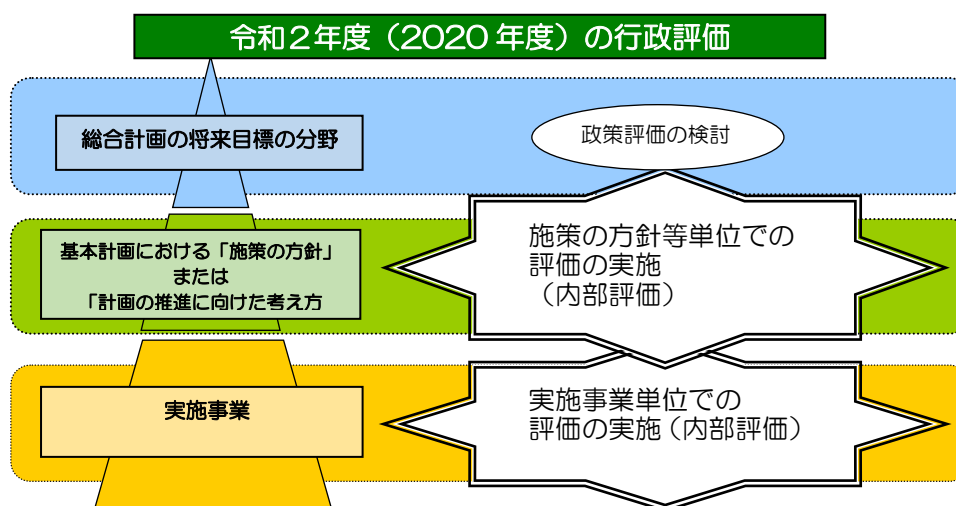 令和２年度（2020 年度）の行政評価
総合計画の将来目標の分野
政策評価の検討
基本計画における「施策の方針」
または
「計画の推進に向けた考え方
施策の方針等単位での
評価の実施
（内部評価）
実施事業
実施事業単位での
評価の実施（内部評価）